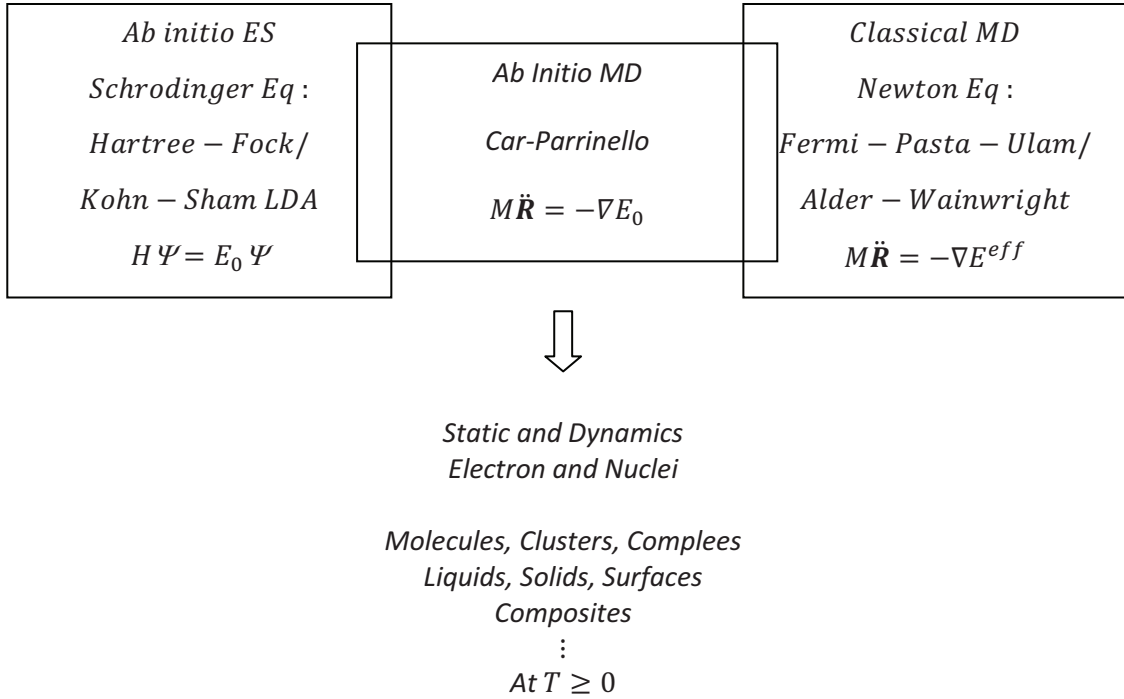 Ab initio ES
Schrodinger Eq :
Hartree − Fock/
Kohn − Sham LDA
H Ψ = E₀ Ψ
Ab Initio MD
Car-Parrinello
MR̈ = −∇E₀
Classical MD
Newton Eq :
Fermi − Pasta − Ulam/
Alder − Wainwright
MR̈ = −∇E^{eff}
Static and Dynamics
Electron and Nuclei
Molecules, Clusters, Complees
Liquids, Solids, Surfaces
Composites
⋮
At T ≥ 0